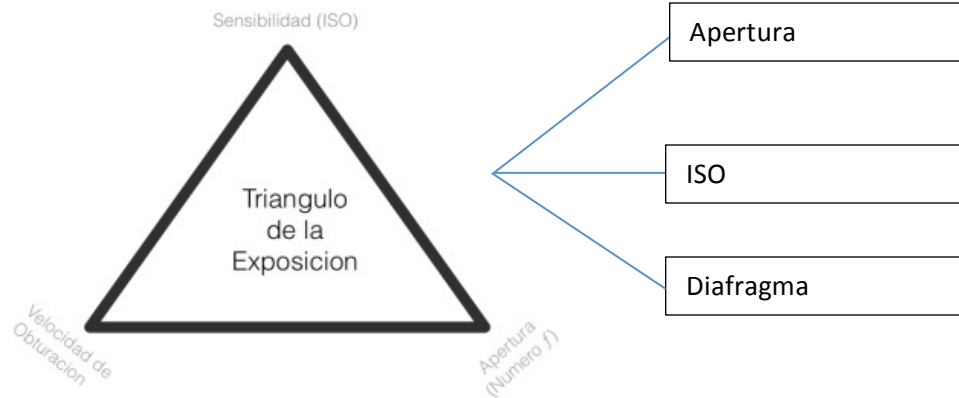 Sensibilidad (ISO)
Triangulo
de la
Exposicion
Velocidad de
Obturacion
Apertura
(Numero ƒ)
Apertura
ISO
Diafragma